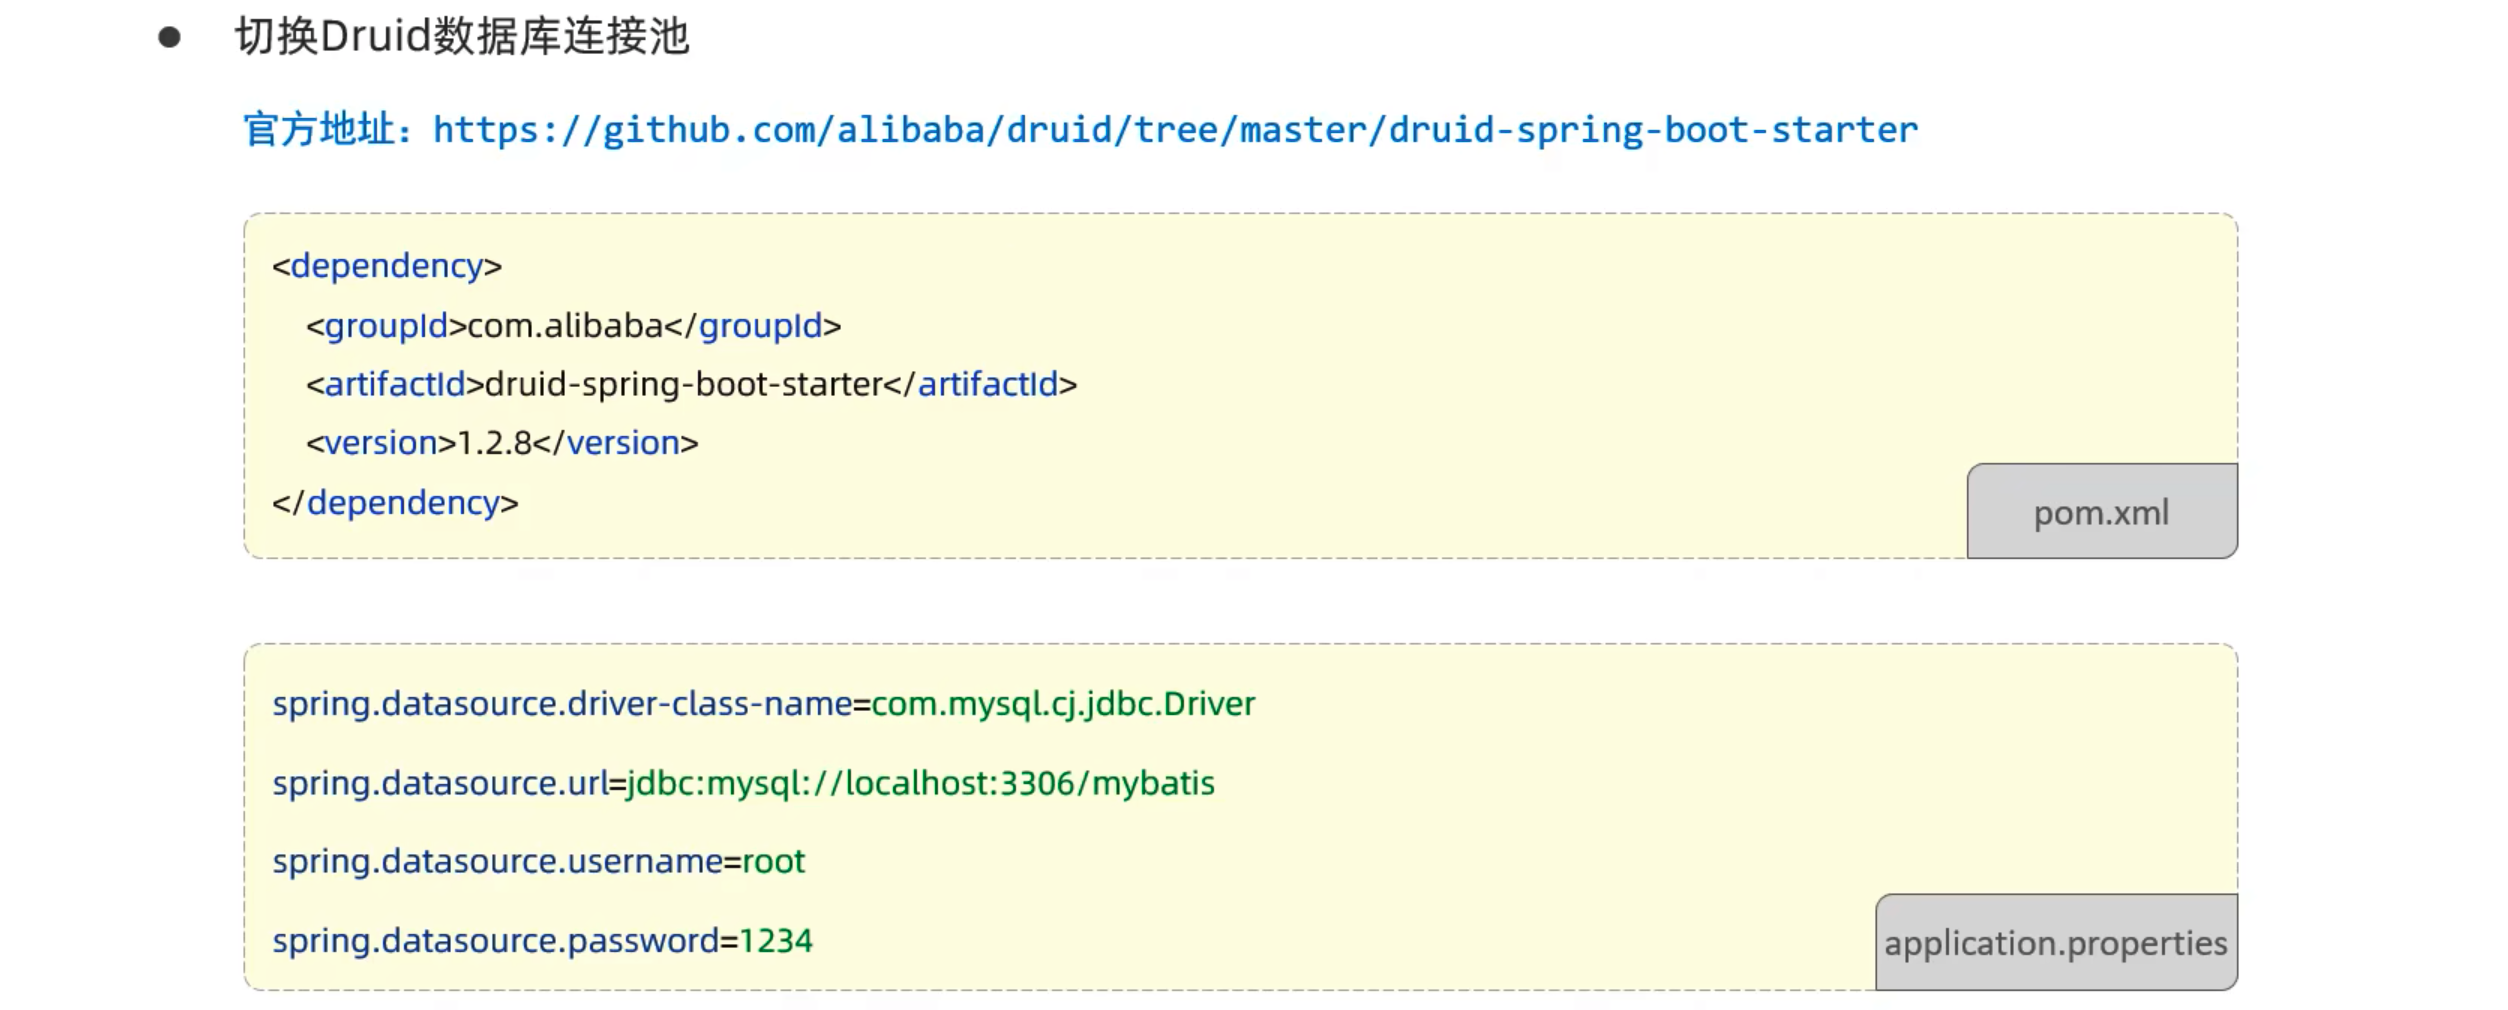 切换Druid数据库连接池
官方地址：https://github.com/alibaba/druid/tree/master/druid-spring-boot-starter
<dependency>
<groupId>com.alibaba</groupId>
<artifactId>druid-spring-boot-starter</artifactId>
<version>1.2.8</version>
</dependency>
pom.xml
spring.datasource.driver-class-name=com.mysql.cj.jdbc.Driver
spring.datasource.url=jdbc:mysql://localhost:3306/mybatis
spring.datasource.username=root
spring.datasource.password=1234
application.properties